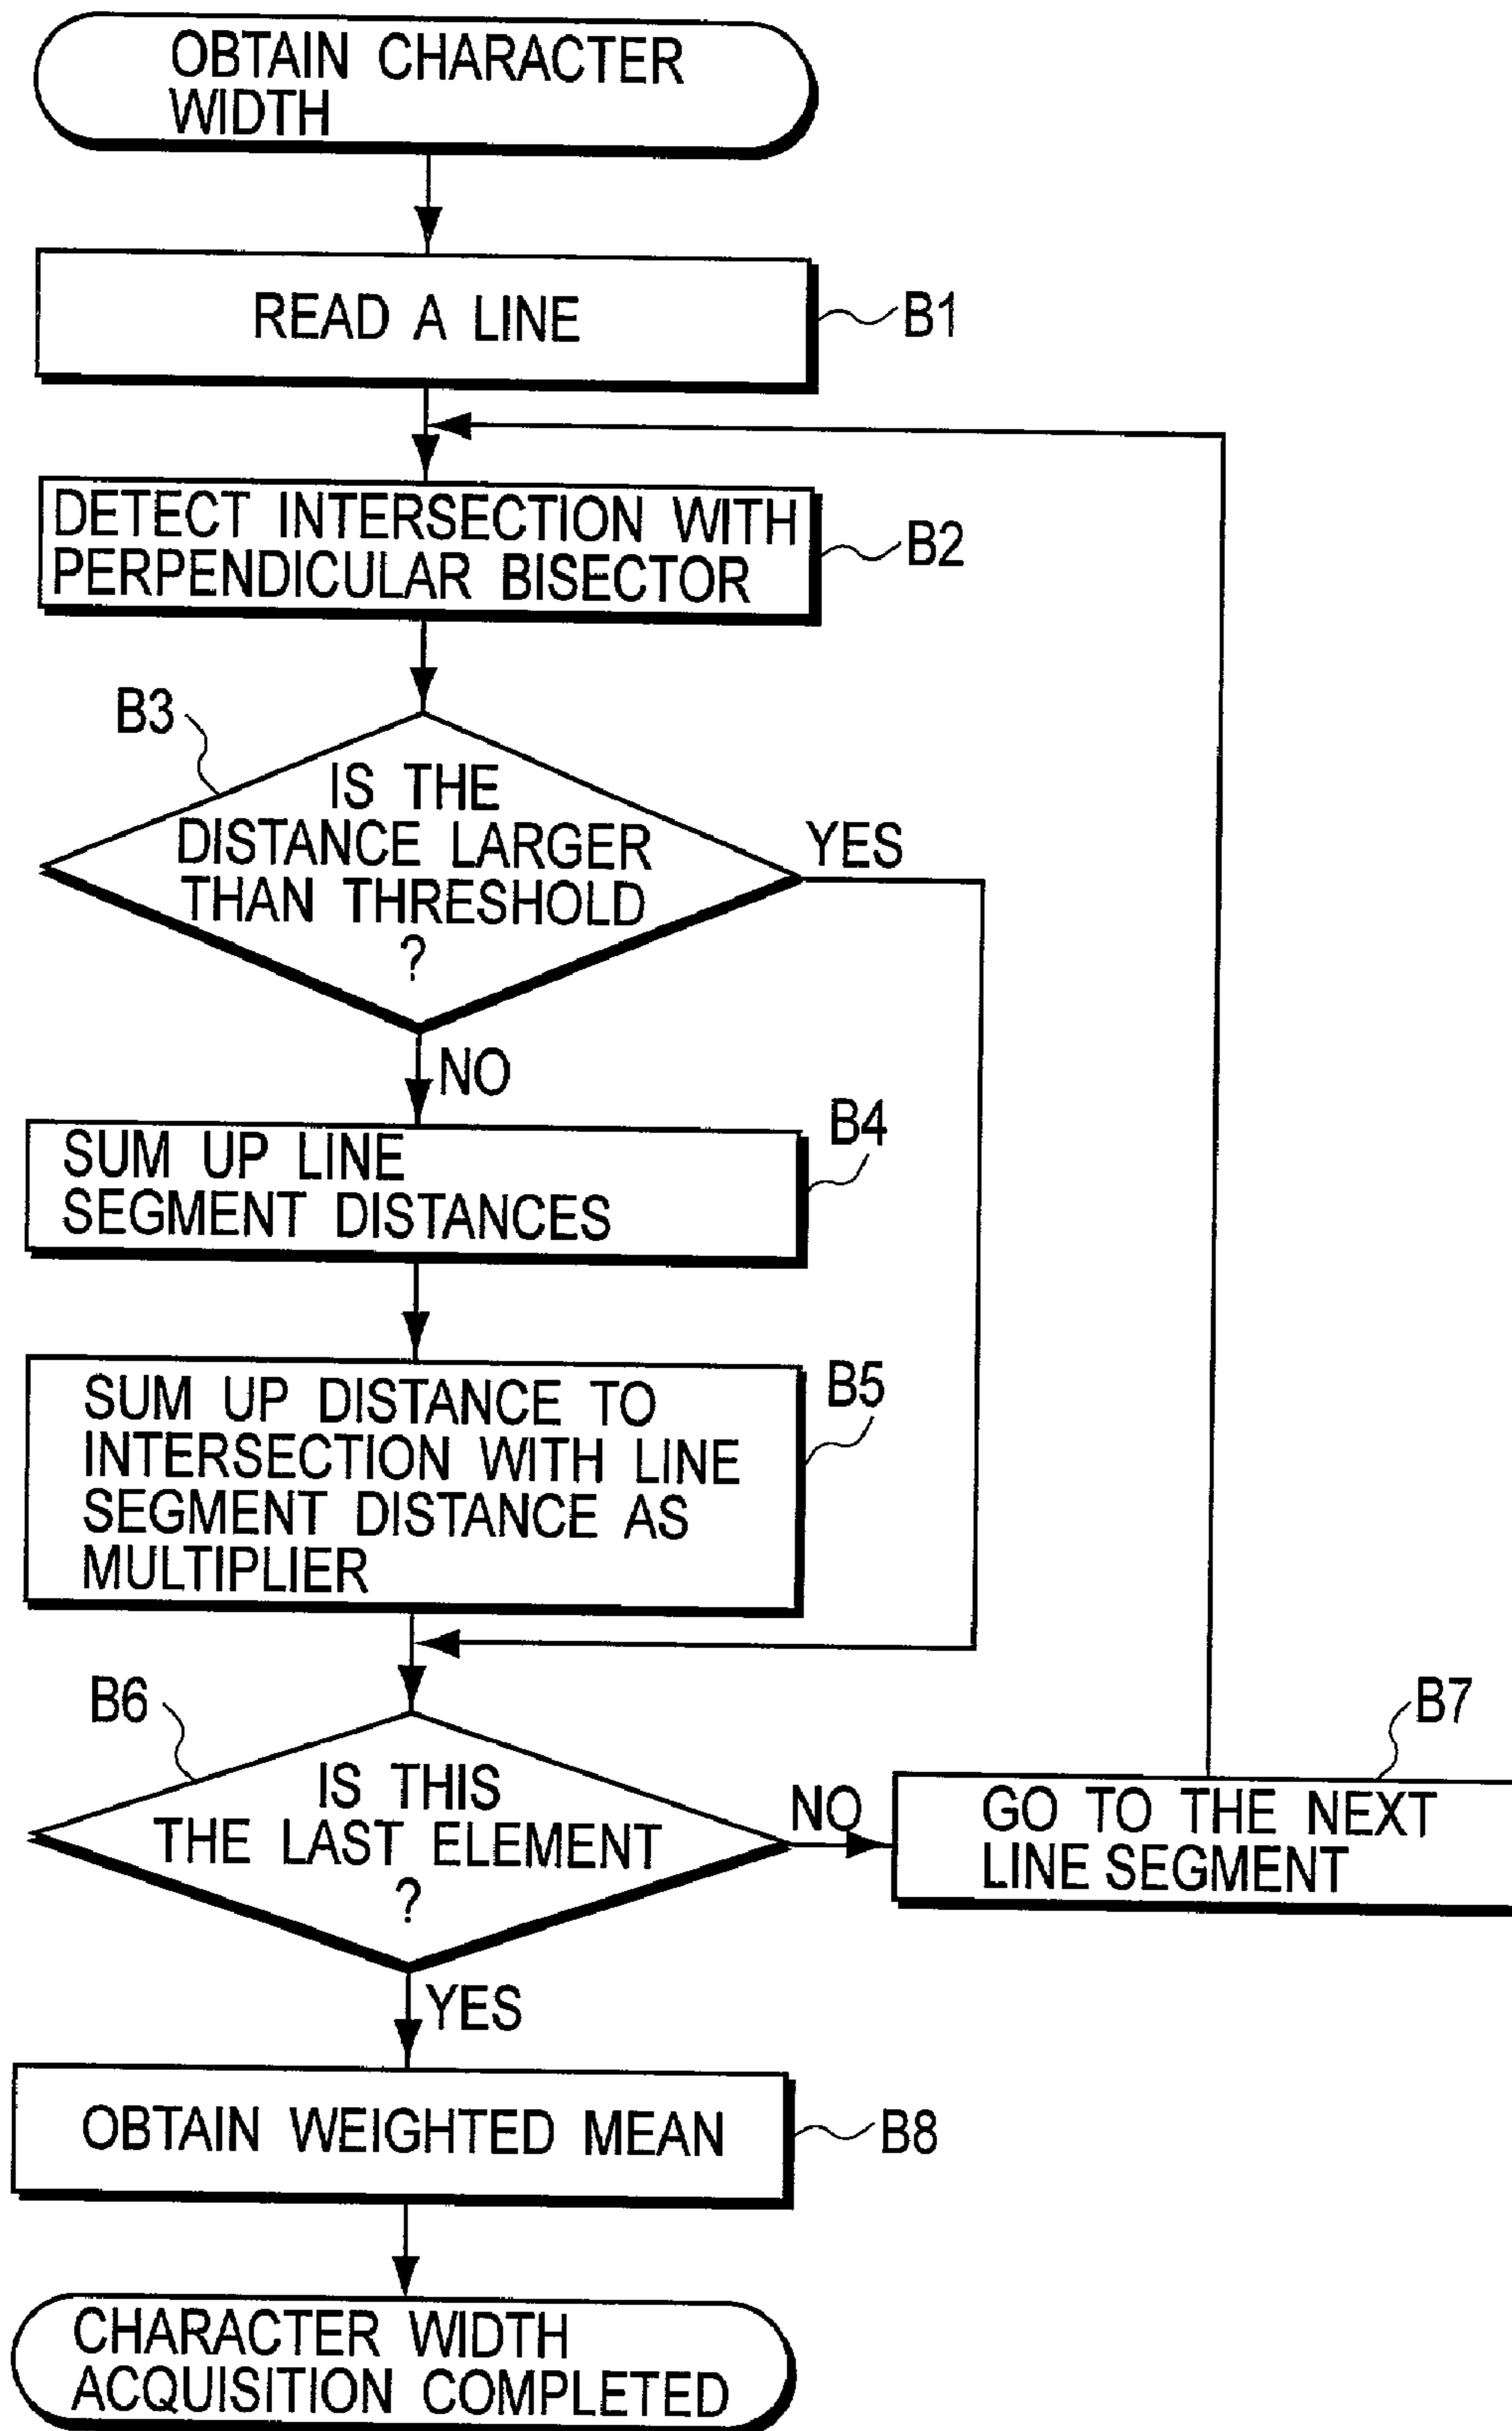 OBTAIN CHARACTER
WIDTH
READ A LINE
B1
DETECT INTERSECTION WITH
PERPENDICULAR BISECTOR
B2
B3
IS THE
DISTANCE LARGER
THAN THRESHOLD
?
YES
NO
SUM UP LINE
SEGMENT DISTANCES
B4
SUM UP DISTANCE TO
INTERSECTION WITH LINE
SEGMENT DISTANCE AS
MULTIPLIER
B5
B6
IS THIS
THE LAST ELEMENT
?
NO
B7
GO TO THE NEXT
LINE SEGMENT
YES
OBTAIN WEIGHTED MEAN
B8
CHARACTER WIDTH
ACQUISITION COMPLETED